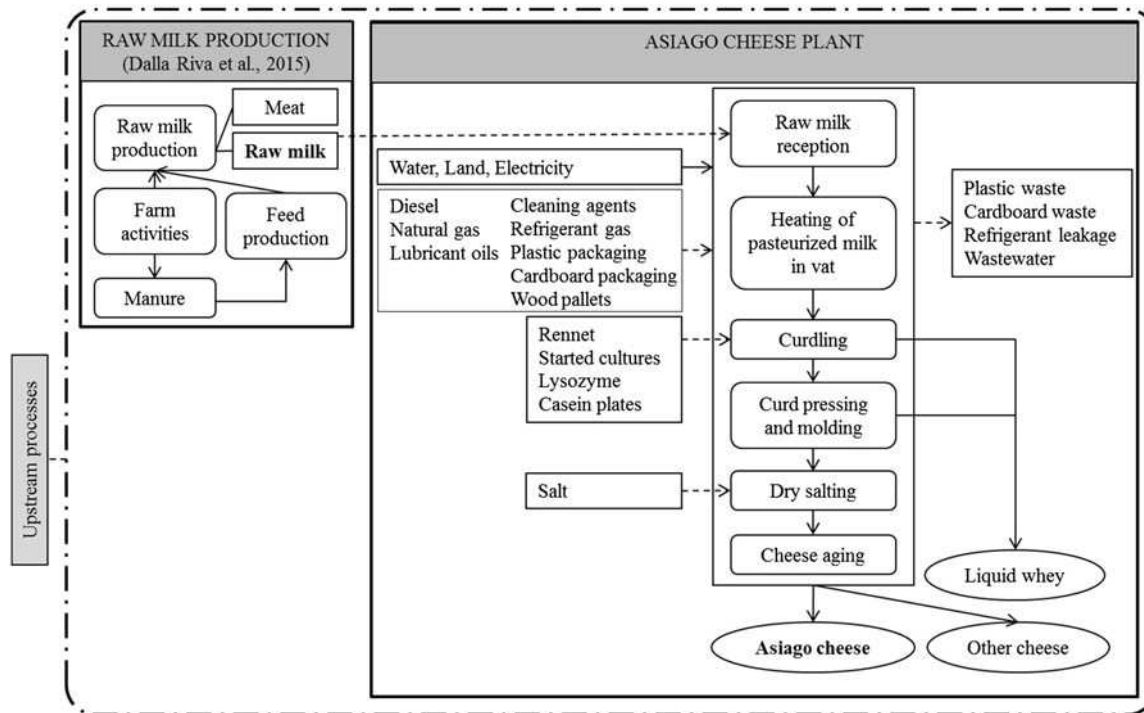 RAW MILK PRODUCTION
(Dalla Riva et al., 2015)
Raw milk
production
Meat
Raw milk
Farm
activities
Feed
production
Manure
Upstream processes
ASIAGO CHEESE PLANT
Raw milk
reception
Water, Land, Electricity
Diesel
Natural gas
Lubricant oils
Cleaning agents
Refrigerant gas
Plastic packaging
Cardboard packaging
Wood pallets
Heating of
pasteurized milk
in vat
Plastic waste
Cardboard waste
Refrigerant leakage
Wastewater
Rennet
Started cultures
Lysozyme
Casein plates
Curdling
Curd pressing
and molding
Salt
Dry salting
Cheese aging
Liquid whey
Asiago cheese
Other cheese